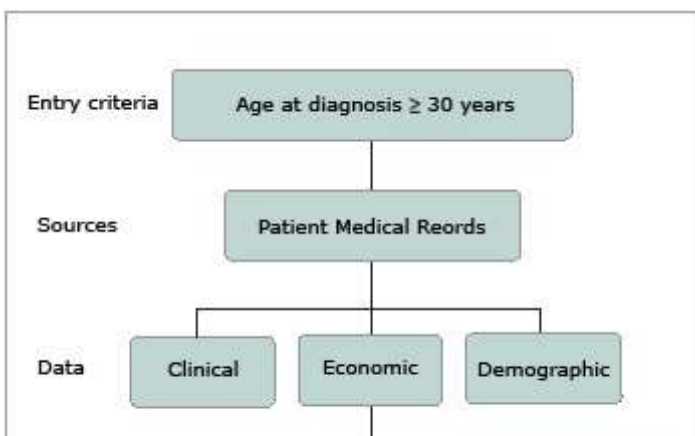 Entry criteria
Age at diagnosis ≥ 30 years
Sources
Patient Medical Reords
Data
Clinical
Economic
Demographic